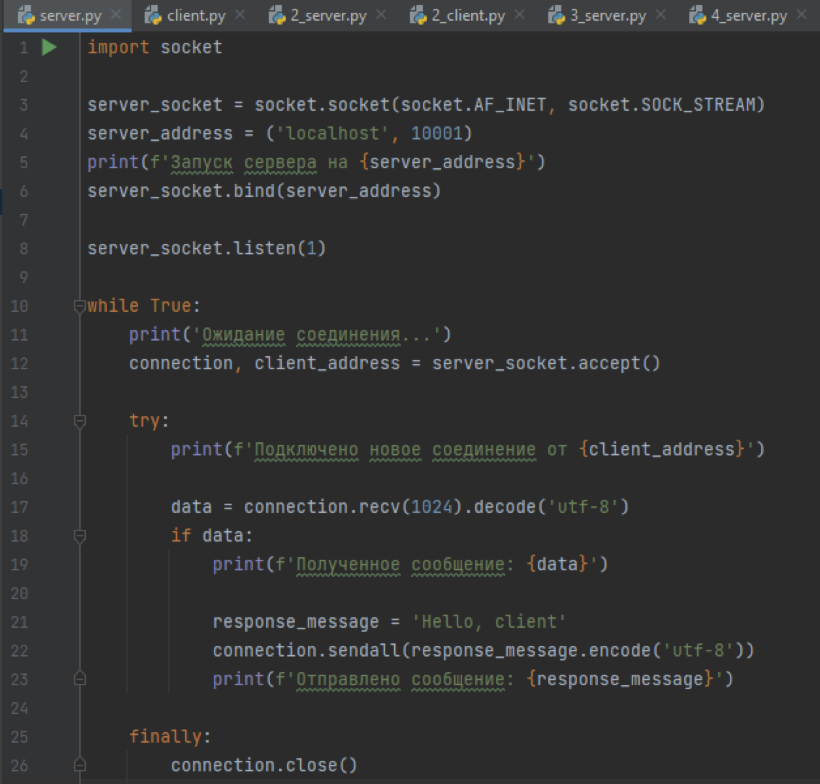 server.py client.py 2_server.py 2_client.py 3_server.py 4_server.py
1 import socket
2
3 server_socket = socket.socket(socket.AF_INET, socket.SOCK_STREAM)
4 server_address = ('localhost', 10001)
5 print(f'Запуск сервера на {server_address}')
6 server_socket.bind(server_address)
7
8 server_socket.listen(1)
9
10 while True:
11     print('Ожидание соединения...')
12     connection, client_address = server_socket.accept()
13
14     try:
15         print(f'Подключено новое соединение от {client_address}')
16
17         data = connection.recv(1024).decode('utf-8')
18         if data:
19             print(f'Полученное сообщение: {data}')
20
21             response_message = 'Hello, client'
22             connection.sendall(response_message.encode('utf-8'))
23             print(f'Отправлено сообщение: {response_message}')
24
25     finally:
26         connection.close()